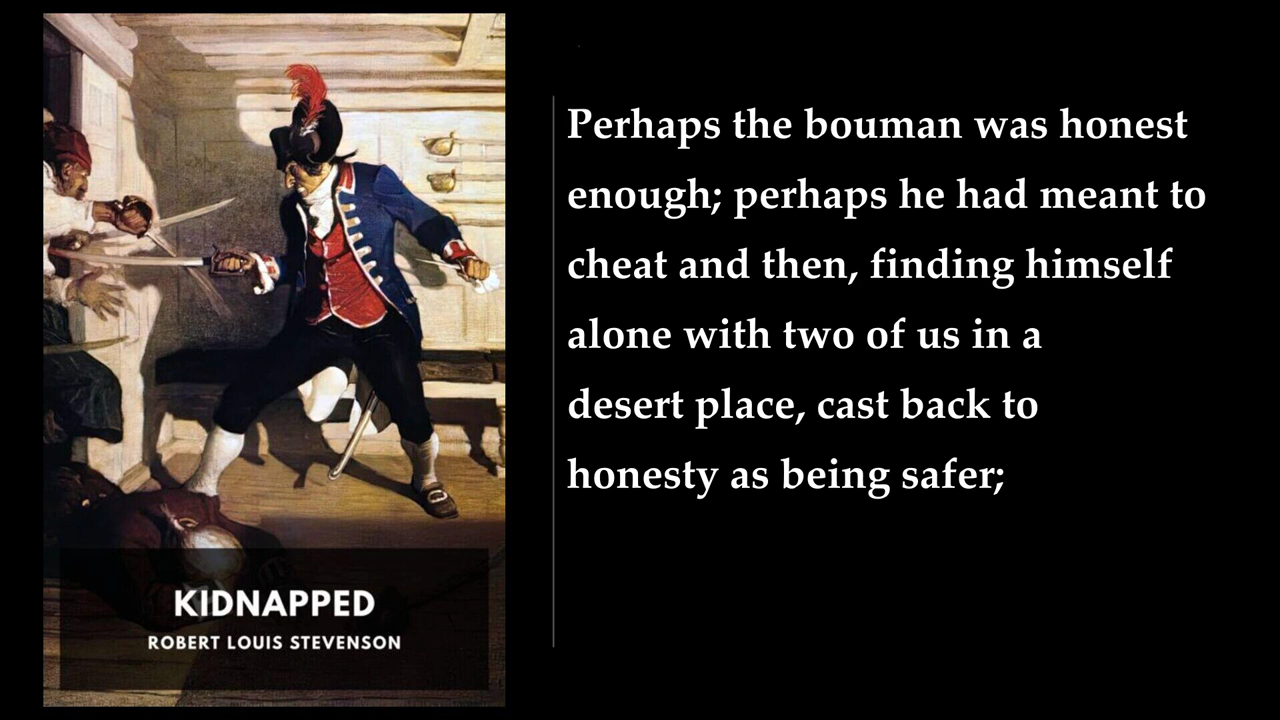 KIDNAPPED
ROBERT LOUIS STEVENSON
Perhaps the bouman was honest
enough; perhaps he had meant to
cheat and then, finding himself
alone with two of us in a
desert place, cast back to
honesty as being safer;